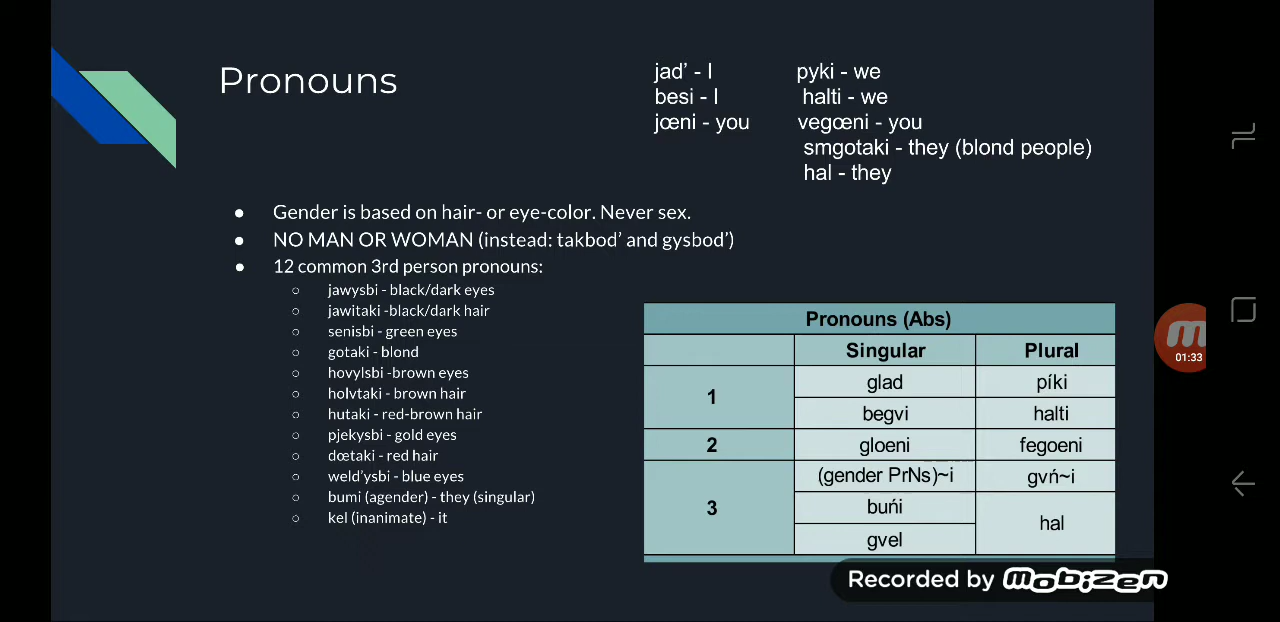 Pronouns
jad’ - I
besi - I
jœni - you
pyki - we
halti - we
vegœni - you
smgotaki - they (blond people)
hal - they
● Gender is based on hair- or eye-color. Never sex.
● NO MAN OR WOMAN (instead: takbod’ and gysbod’)
● 12 common 3rd person pronouns:
○ jawysbi - black/dark eyes
○ jawitaki -black/dark hair
○ senisbi - green eyes
○ gotaki - blond
○ hovylsbi -brown eyes
○ holvtaki - brown hair
○ hutaki - red-brown hair
○ pjekysbi - gold eyes
○ dœtaki - red hair
○ weld’ysbi - blue eyes
○ bumi (agender) - they (singular)
○ kel (inanimate) - it
Pronouns (Abs)
Singular Plural
1 glad píki
begvi halti
2 gloeni fegoeni
3 (gender PrNs)~i gvń~i
buńi hal
gvel
01:33
Recorded by Mobizen